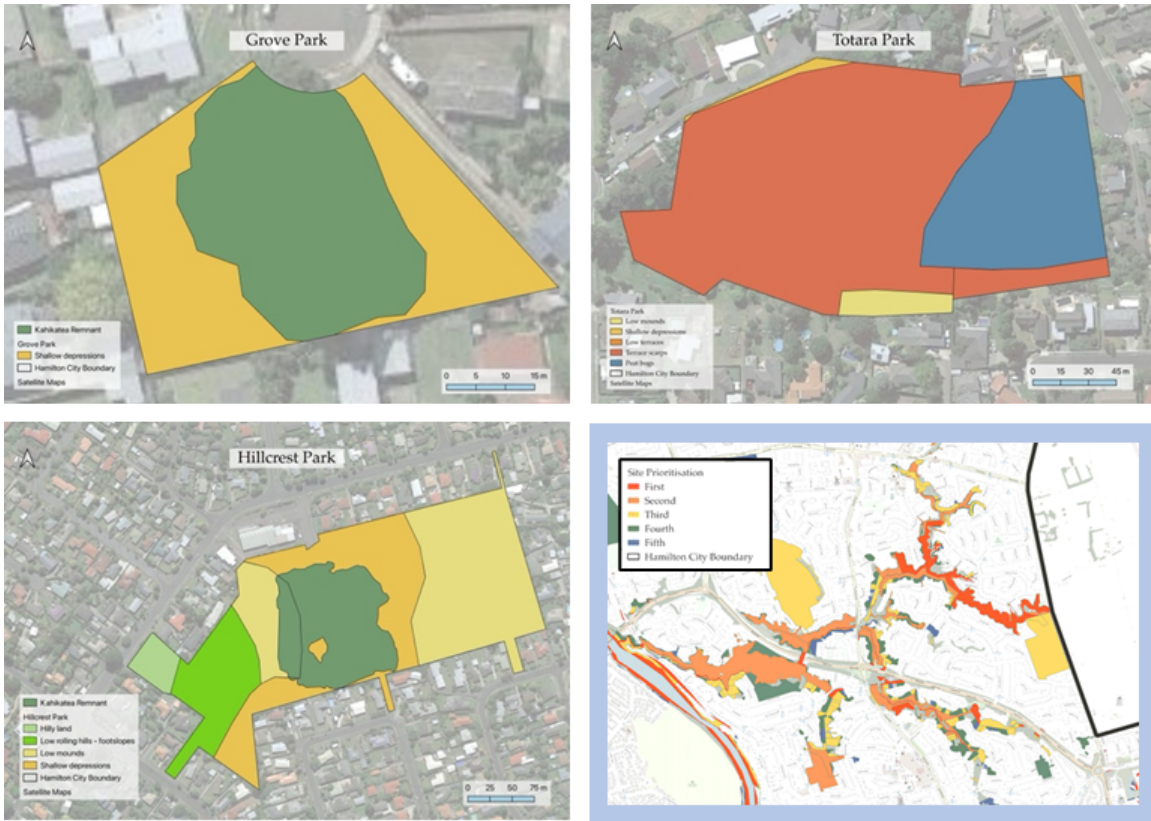 Grove Park
Kahikatea Remnant
Grove Park
Shallow depressions
Hamilton City Boundary
Satellite Maps
0 5 10 15 m
Totara Park
Totara Park
Low mounds
Shallow depressions
Low terraces
Terrace scarps
Peat bogs
Hamilton City Boundary
Satellite Maps
0 15 30 45 m
Hillcrest Park
Kahikatea Remnant
Hillcrest Park
Hilly land
Low rolling hills - footslopes
Low mounds
Shallow depressions
Hamilton City Boundary
Satellite Maps
0 25 50 75 m
Site Prioritisation
First
Second
Third
Fourth
Fifth
Hamilton City Boundary